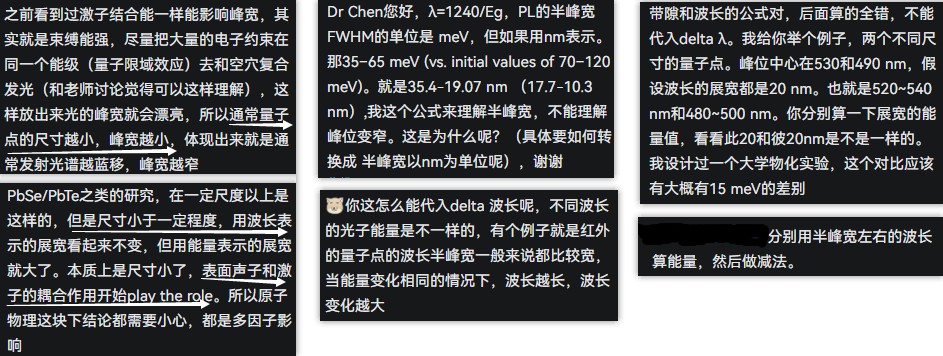 之前看到过激子结合能一样能影响峰宽，其
实就是束缚能强，尽量把大量的电子约束在
同一个能级（量子限域效应）去和空穴复合
发光（和老师讨论觉得可以这样理解），这
样放出来光的峰宽就会漂亮，所以通常量子
点的尺寸越小，峰宽越小，体现出来就是通
常发射光谱越蓝移，峰宽越窄
PbSe/PbTe之类的研究，在一定尺度以上是
这样的，但是尺寸小于一定程度，用波长表
示的展宽看起来不变，但用能量表示的展宽
就大了。本质上是尺寸小了，表面声子和激
子的耦合作用开始play the role。所以原子
物理这块下结论都需要小心，都是多因子影
响
Dr Chen您好，λ=1240/Eg，PL的半峰宽
FWHM的单位是 meV，但如果用nm表示。
那35–65 meV (vs. initial values of 70–120
meV)。就是35.4-19.07 nm （17.7-10.3
nm）,我这个公式来理解半峰宽，不能理解
峰位变窄。这是为什么呢？（具体要如何转
换成 半峰宽以nm为单位呢），谢谢
你这怎么能代入delta 波长呢，不同波长
的光子能量是不一样的，有个例子就是红外
的量子点的波长半峰宽一般来说都比较宽，
当能量变化相同的情况下，波长越长，波长
变化越大
带隙和波长的公式对，后面算的全错，不能
代入delta λ。我给你举个例子，两个不同尺
寸的量子点。峰位中心在530和490 nm，假
设波长的展宽都是20 nm。也就是520~540
nm和480~500 nm。你分别算一下展宽的能
量值，看看此20和彼20nm是不是一样的。
我设计过一个大学物化实验，这个对比应该
有大概有15 meV的差别
分别用半峰宽左右的波长
算能量，然后做减法。